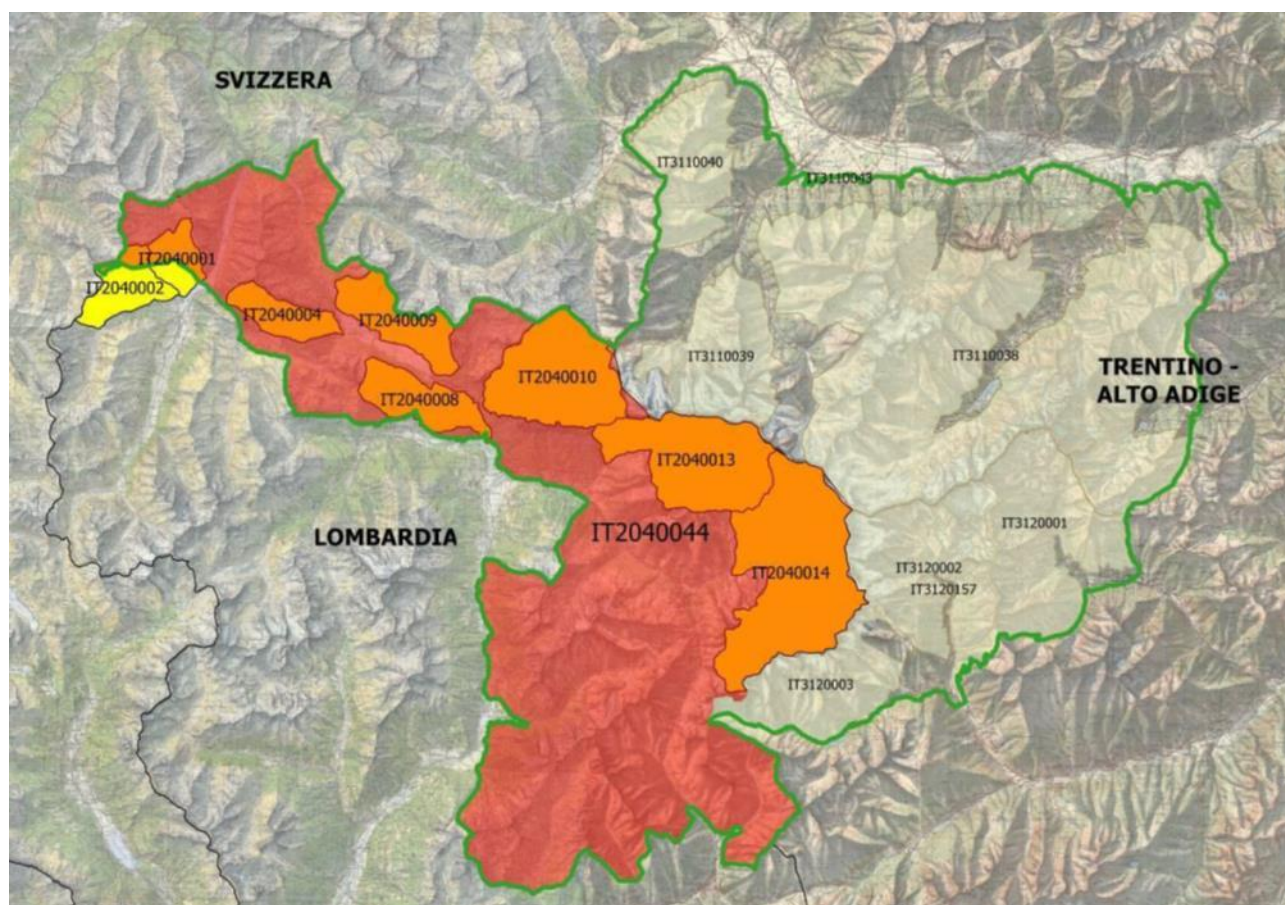 SVIZZERA
IT3110040
IT3110043
IT2040001
IT2040002
IT2040004
IT2040009
IT3110039
IT3110038
TRENTINO -
ALTO ADIGE
IT2040010
IT2040008
IT2040013
IT3120001
LOMBARDIA
IT2040044
IT3120002
IT2040014
IT3120157
IT3120003